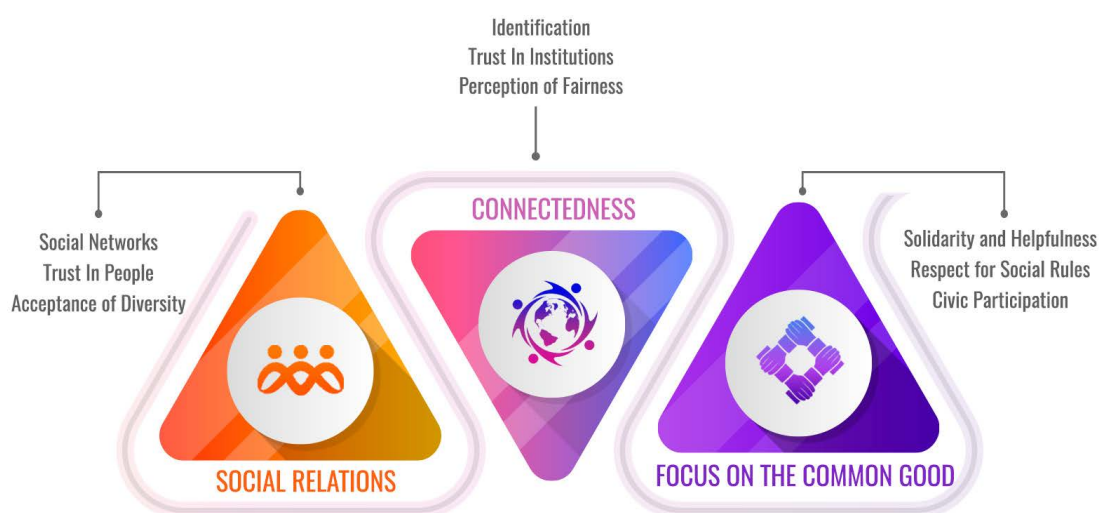 Identification
Trust In Institutions
Perception of Fairness
CONNECTEDNESS
Social Networks
Trust In People
Acceptance of Diversity
SOCIAL RELATIONS
Solidarity and Helpfulness
Respect for Social Rules
Civic Participation
FOCUS ON THE COMMON GOOD